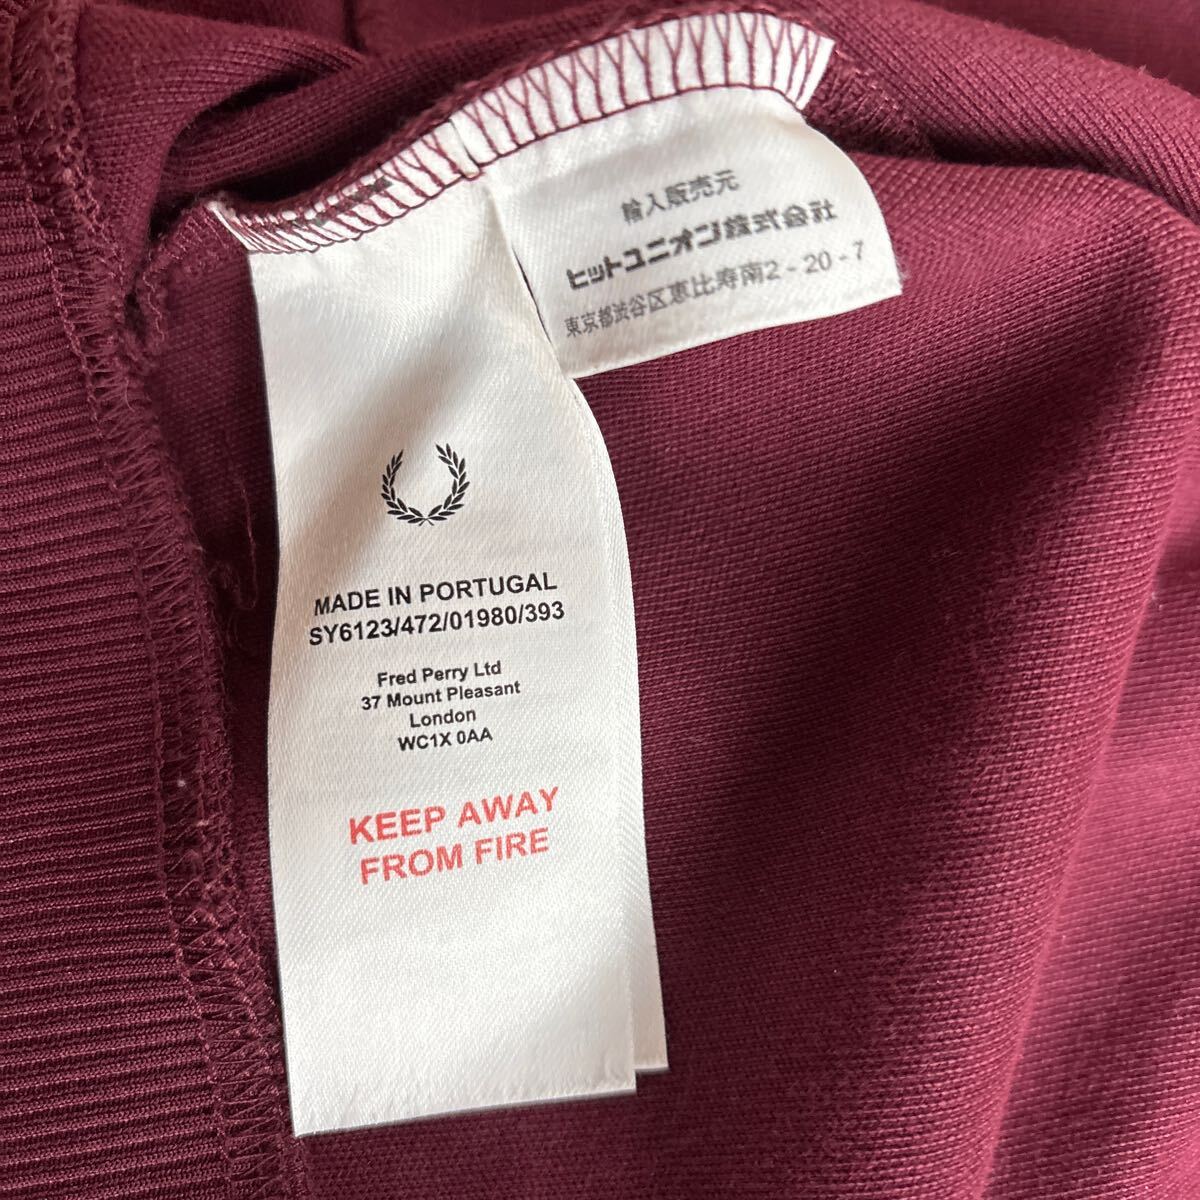 輸入販売元
ヒットユニオン株式会社
東京都渋谷区恵比寿南2-20-7
MADE IN PORTUGAL
SY6123/472/01980/393
Fred Perry Ltd
37 Mount Pleasant
London
WC1X 0AA
KEEP AWAY
FROM FIRE